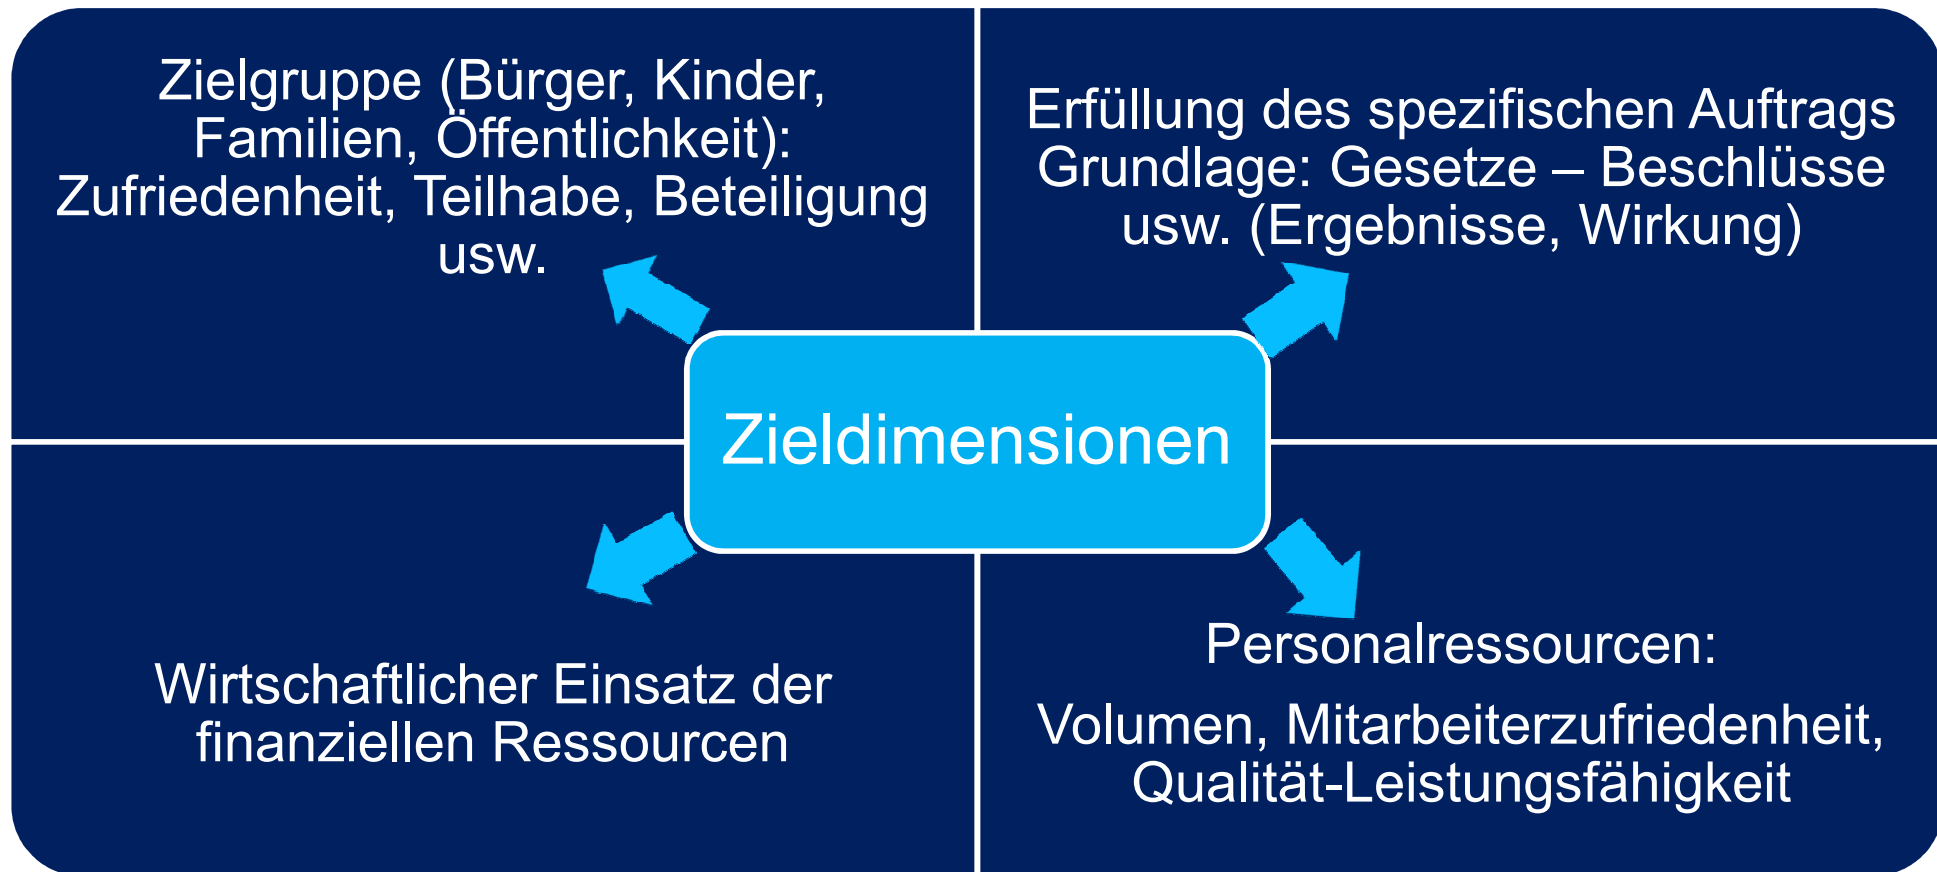 Zielgruppe (Bürger, Kinder,
Familien, Öffentlichkeit):
Zufriedenheit, Teilhabe, Beteiligung
usw.
Erfüllung des spezifischen Auftrags
Grundlage: Gesetze – Beschlüsse
usw. (Ergebnisse, Wirkung)
Zieldimensionen
Wirtschaftlicher Einsatz der
finanziellen Ressourcen
Personalressourcen:
Volumen, Mitarbeiterzufriedenheit,
Qualität-Leistungsfähigkeit